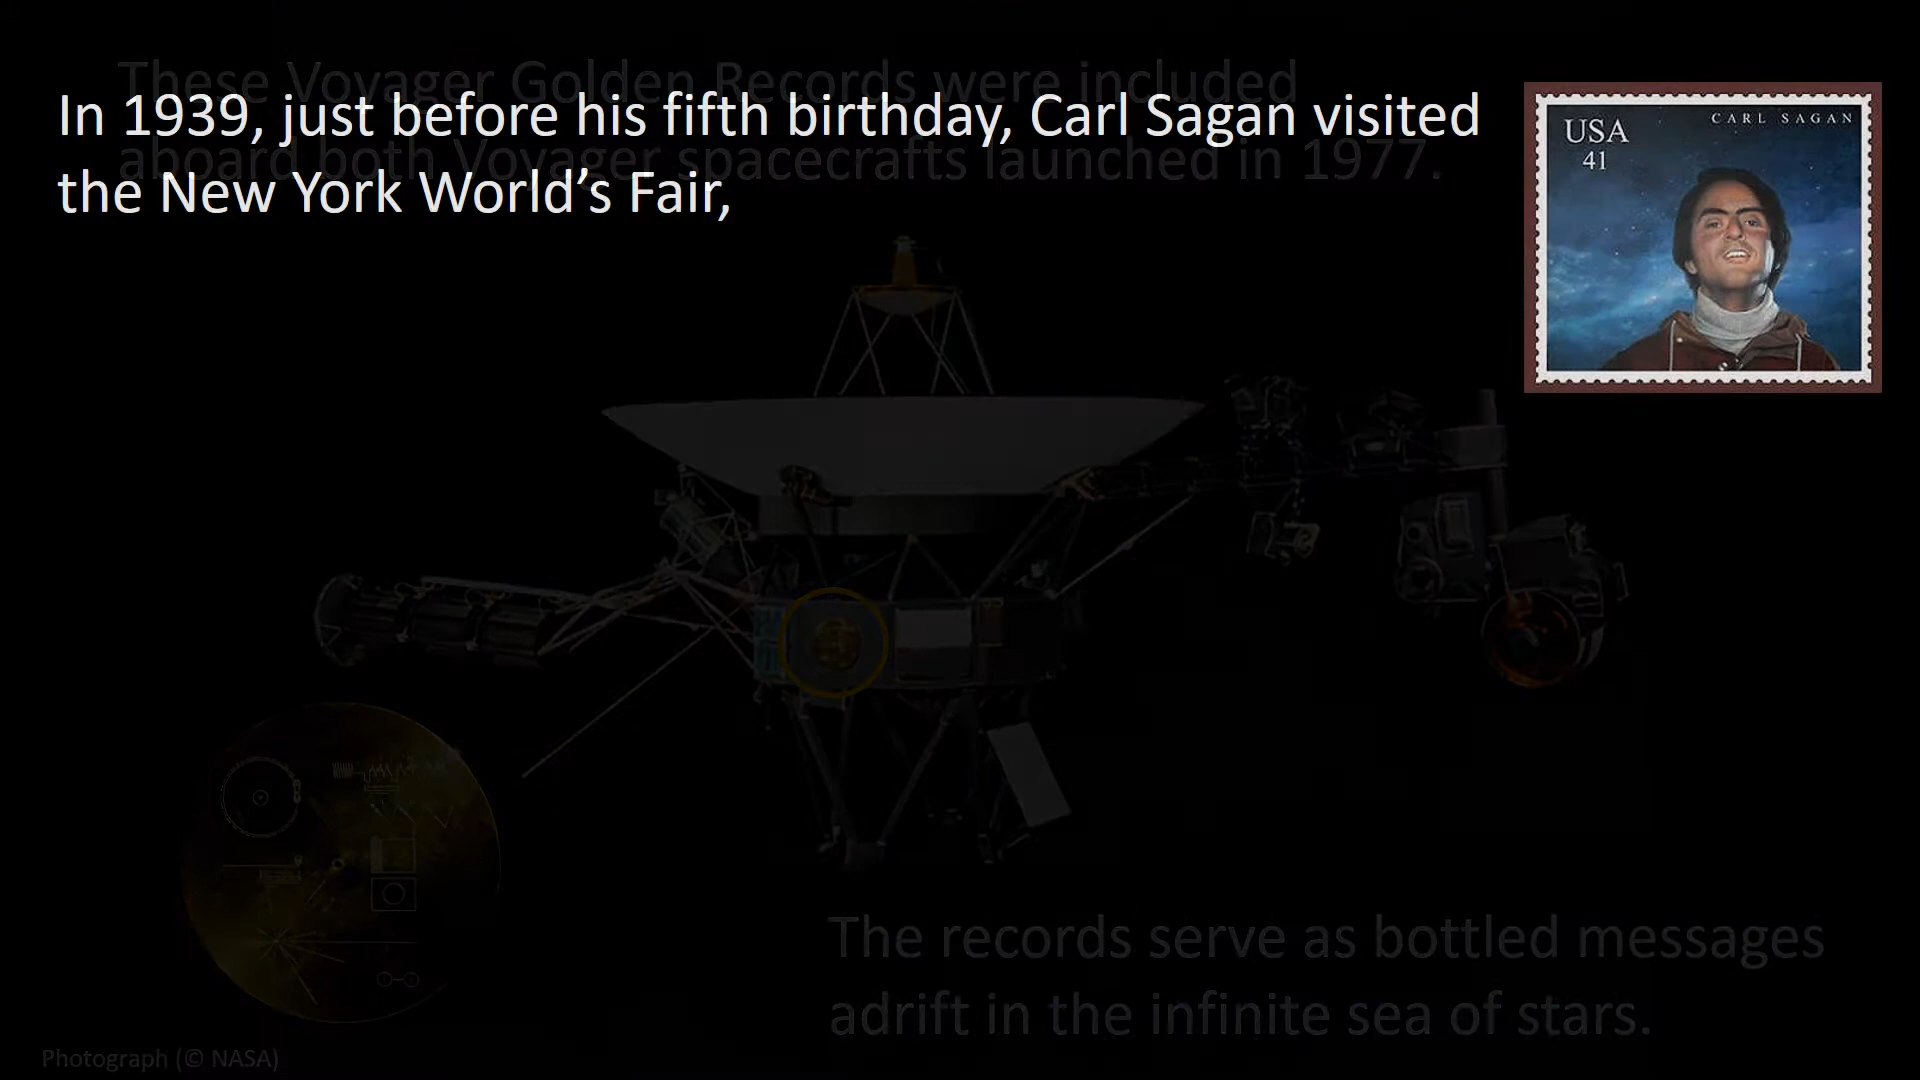 These Voyager Golden Records were included
aboard both Voyager spacecrafts launched in 1977.
In 1939, just before his fifth birthday, Carl Sagan visited
the New York World’s Fair,
CARL SAGAN
USA
41
The records serve as bottled messages
adrift in the infinite sea of stars.
Photograph (© NASA)